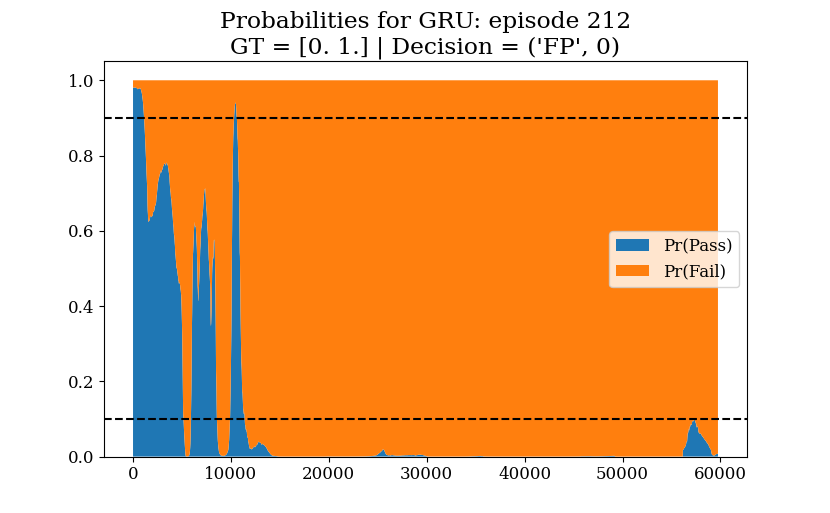 Probabilities for GRU: episode 212
GT = [0. 1.] | Decision = ('FP', 0)
1.0
0.8
0.6
0.4
0.2
0.0
Pr(Pass)
Pr(Fail)
0 10000 20000 30000 40000 50000 60000